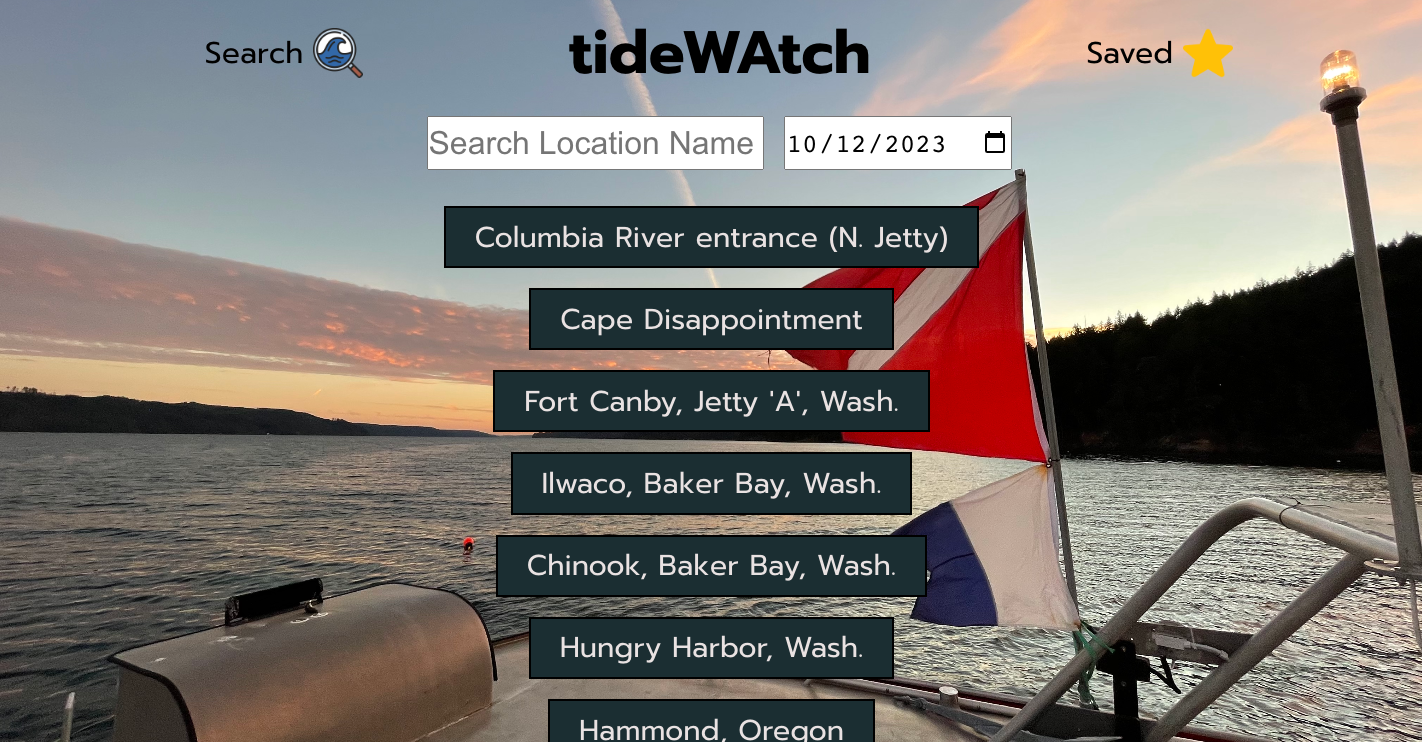 Search
tideWAtch
Saved
Search Location Name
10/12/2023
Columbia River entrance (N. Jetty)
Cape Disappointment
Fort Canby, Jetty 'A', Wash.
Ilwaco, Baker Bay, Wash.
Chinook, Baker Bay, Wash.
Hungry Harbor, Wash.
Hammond, Oregon